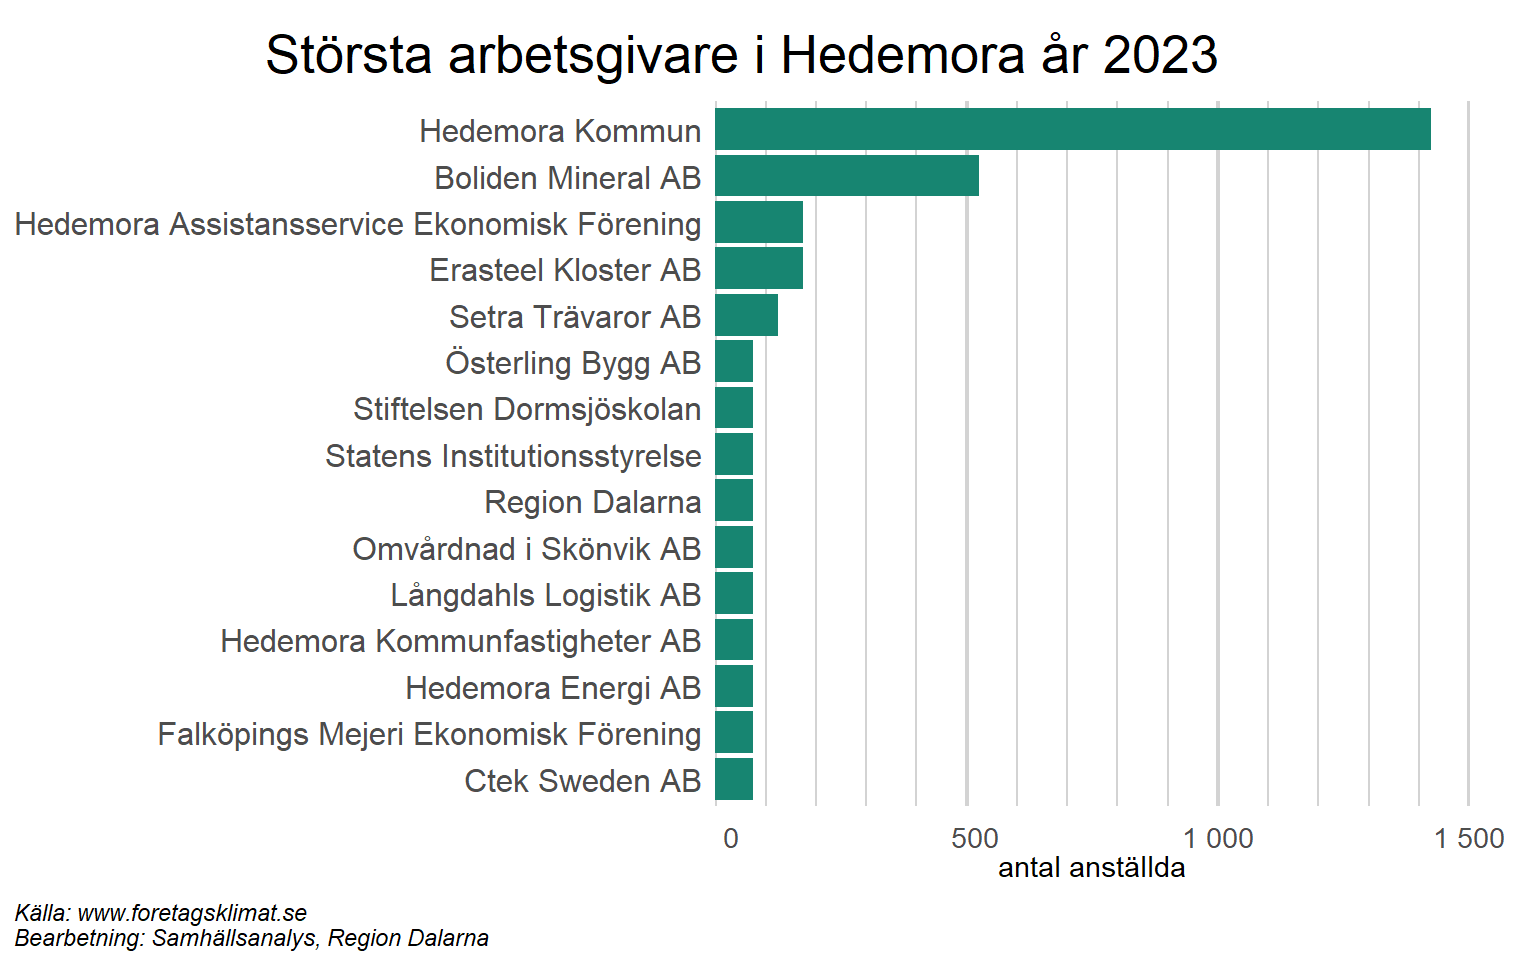 Största arbetsgivare i Hedemora år 2023
Hedemora Kommun
Boliden Mineral AB
Hedemora Assistansservice Ekonomisk Förening
Erasteel Kloster AB
Setra Trävaror AB
Österling Bygg AB
Stiftelsen Dormsjöskolan
Statens Institutionsstyrelse
Region Dalarna
Omvårdnad i Skönvik AB
Långdahls Logistik AB
Hedemora Kommunfastigheter AB
Hedemora Energi AB
Falköpings Mejeri Ekonomisk Förening
Ctek Sweden AB
0 500 1 000 1 500
antal anställda
Källa: www.foretagsklimat.se
Bearbetning: Samhällsanalys, Region Dalarna